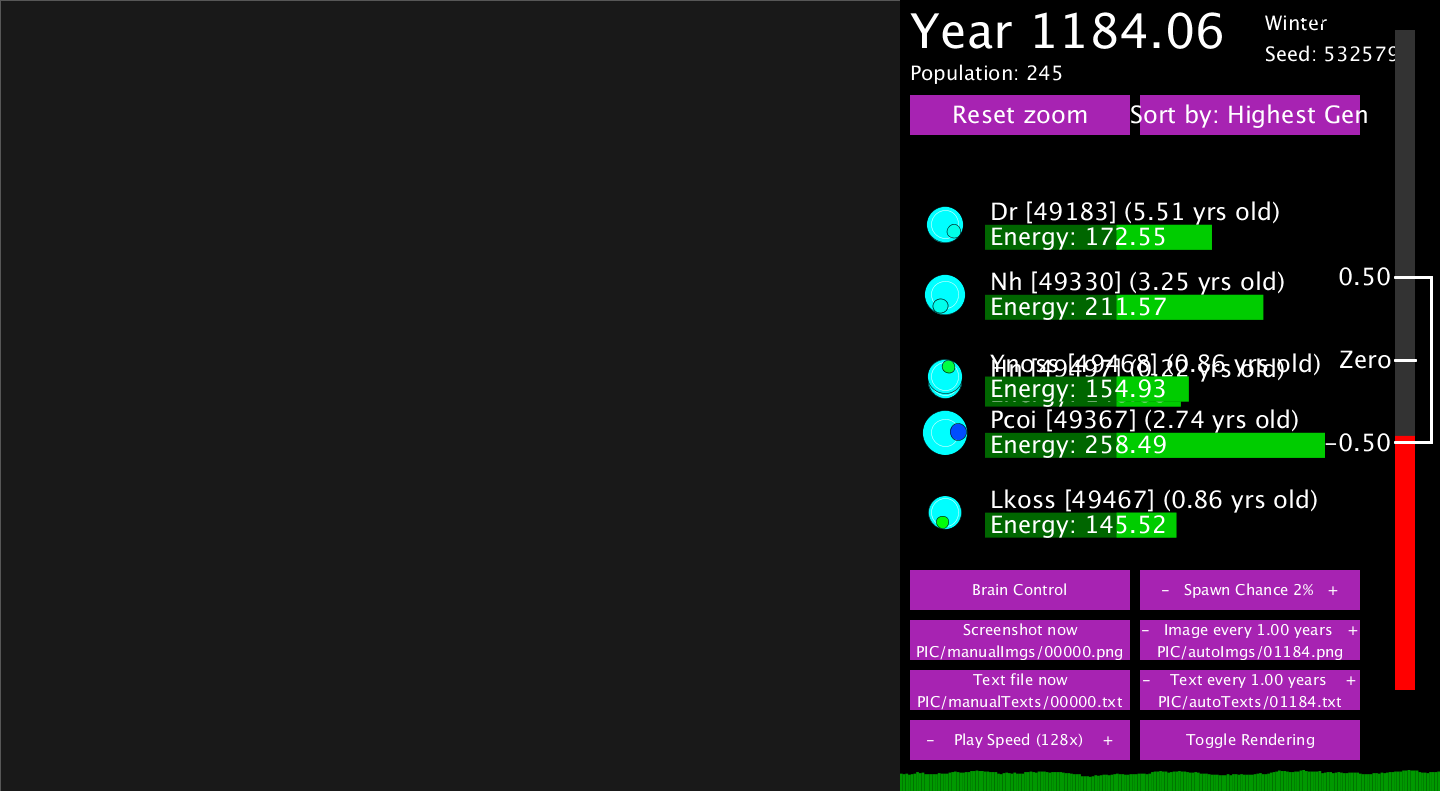 Year 1184.06
Winter
Seed: 532579
Population: 245
Reset zoom
Sort by: Highest Gen
Dr [49183] (5.51 yrs old)
Energy: 172.55
Nh [49330] (3.25 yrs old)
Energy: 211.57
0.50
Ynoss [49468] (0.86 yrs old)
Energy: 154.93
Zero
Pcoi [49367] (2.74 yrs old)
Energy: 258.49
-0.50
Lkoss [49467] (0.86 yrs old)
Energy: 145.52
Brain Control
- Spawn Chance 2% +
Screenshot now
PIC/manualImgs/00000.png
- Image every 1.00 years +
PIC/autoImgs/01184.png
Text file now
PIC/manualTexts/00000.txt
- Text every 1.00 years +
PIC/autoTexts/01184.txt
- Play Speed (128x) +
Toggle Rendering